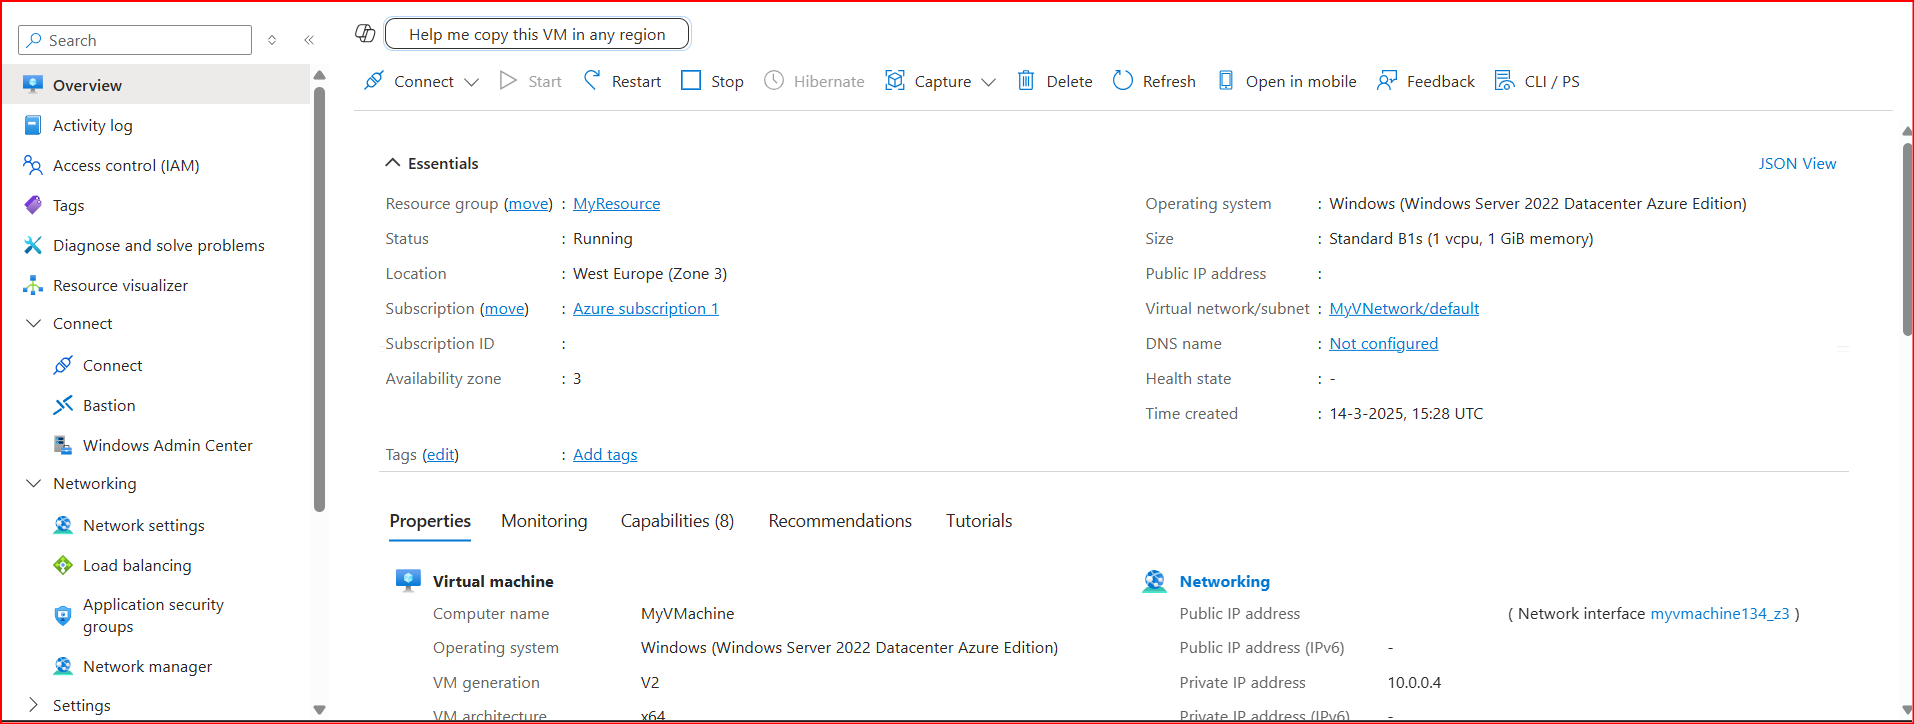 Search
Help me copy this VM in any region
Connect Start Restart Stop Hibernate Capture Delete Refresh Open in mobile Feedback CLI / PS
Overview
Activity log
Access control (IAM)
Tags
Diagnose and solve problems
Resource visualizer
Connect
Connect
Bastion
Windows Admin Center
Networking
Network settings
Load balancing
Application security
groups
Network manager
Settings
Essentials
JSON View
Resource group (move) : MyResource
Status : Running
Location : West Europe (Zone 3)
Subscription (move) : Azure subscription 1
Subscription ID :
Availability zone : 3
Operating system : Windows (Windows Server 2022 Datacenter Azure Edition)
Size : Standard B1s (1 vcpu, 1 GiB memory)
Public IP address :
Virtual network/subnet : MyVNetwork/default
DNS name : Not configured
Health state : -
Time created : 14-3-2025, 15:28 UTC
Tags (edit) : Add tags
Properties Monitoring Capabilities (8) Recommendations Tutorials
Virtual machine
Computer name MyVMachine
Operating system Windows (Windows Server 2022 Datacenter Azure Edition)
VM generation V2
VM architecture x64
Networking
Public IP address ( Network interface myvmachine134_z3 )
Public IP address (IPv6) -
Private IP address 10.0.0.4
Private IP address (IPv6) -